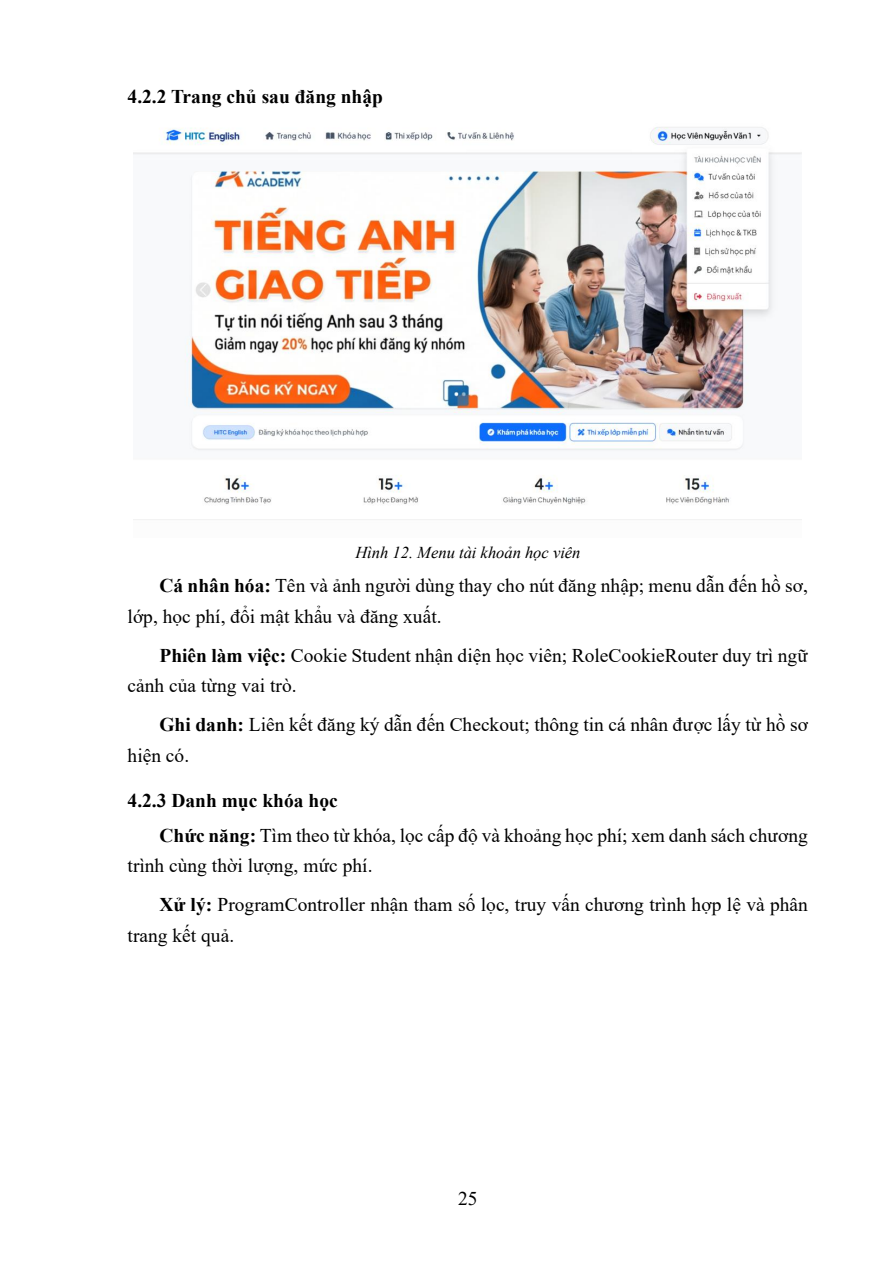 4.2.2 Trang chủ sau đăng nhập
HITC English Trang chủ Khóa học Thi xếp lớp Tư vấn & Liên hệ Học Viên Nguyễn Văn 1
TÀI KHOẢN HỌC VIÊN
Tư vấn của tôi
Hồ sơ của tôi
Lớp học của tôi
Lịch học & TKB
Lịch sử học phí
Đổi mật khẩu
Đăng xuất
ACADEMY
TIẾNG ANH
GIAO TIẾP
Tự tin nói tiếng Anh sau 3 tháng
Giảm ngay 20% học phí khi đăng ký nhóm
ĐĂNG KÝ NGAY
HITC English Đăng ký khóa học theo lịch phù hợp Khám phá khóa học Thi xếp lớp miễn phí Nhắn tin tư vấn
16+ 15+ 4+ 15+
Chương Trình Đào Tạo Lớp Học Đang Mở Giảng Viên Chuyên Nghiệp Học Viên Đồng Hành
Hình 12. Menu tài khoản học viên
Cá nhân hóa: Tên và ảnh người dùng thay cho nút đăng nhập; menu dẫn đến hồ sơ,
lớp, học phí, đổi mật khẩu và đăng xuất.
Phiên làm việc: Cookie Student nhận diện học viên; RoleCookieRouter duy trì ngữ
cảnh của từng vai trò.
Ghi danh: Liên kết đăng ký dẫn đến Checkout; thông tin cá nhân được lấy từ hồ sơ
hiện có.
4.2.3 Danh mục khóa học
Chức năng: Tìm theo từ khóa, lọc cấp độ và khoảng học phí; xem danh sách chương
trình cùng thời lượng, mức phí.
Xử lý: ProgramController nhận tham số lọc, truy vấn chương trình hợp lệ và phân
trang kết quả.
25